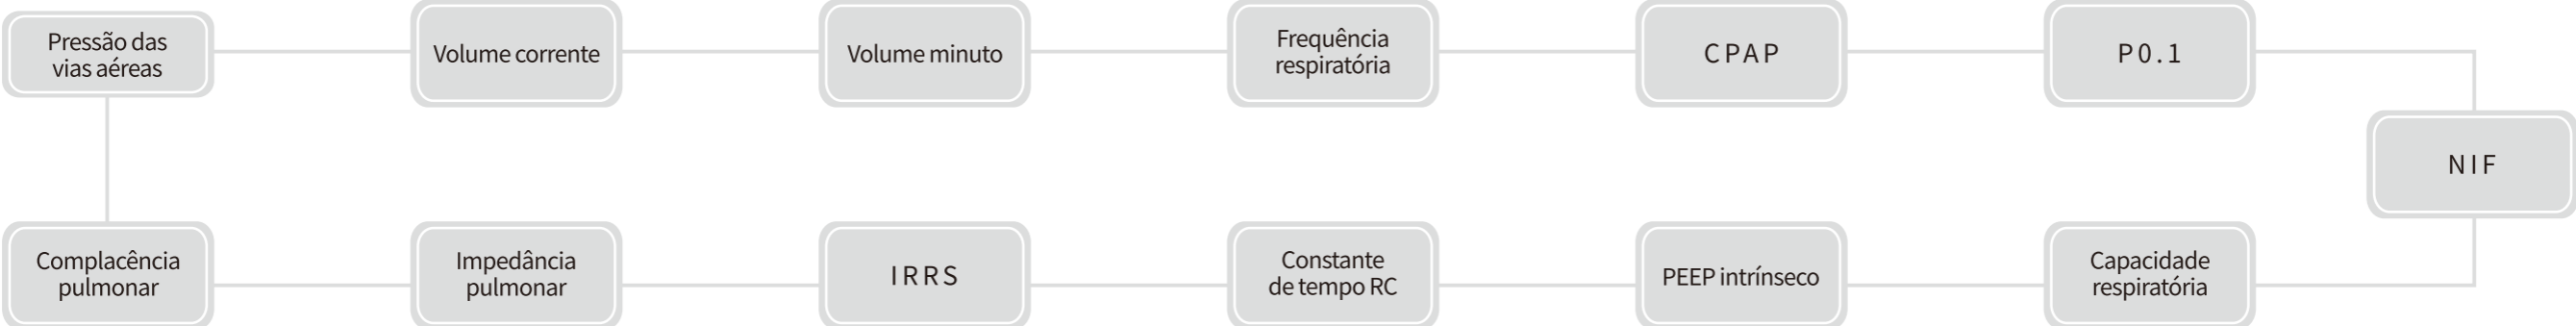 Pressão das
vias aéreas
Volume corrente
Volume minuto
Frequência
respiratória
CPAP
P0.1
NIF
Complacência
pulmonar
Impedância
pulmonar
IRRS
Constante
de tempo RC
PEEP intrínseco
Capacidade
respiratória